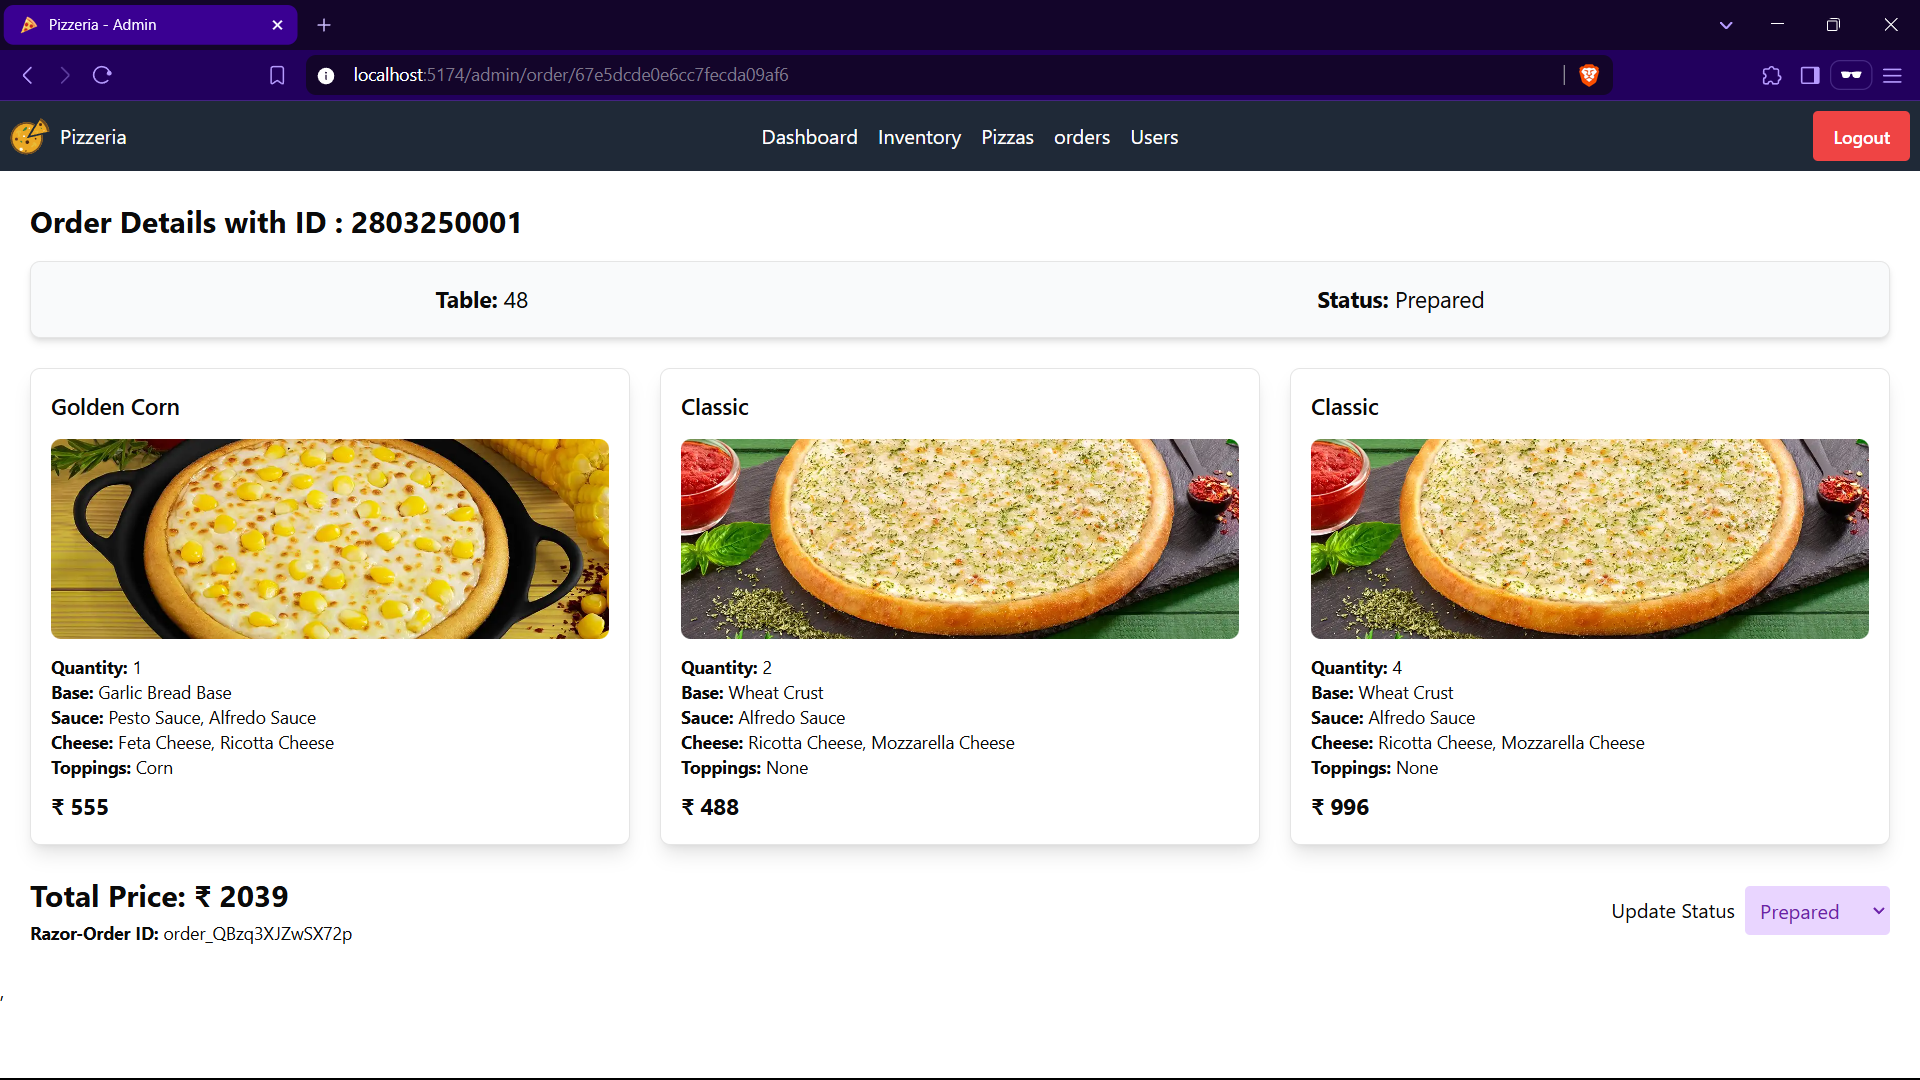 Pizzeria - Admin
localhost:5174/admin/order/67e5dcde0e6cc7fecda09af6
Pizzeria
Dashboard Inventory Pizzas orders Users
Logout
Order Details with ID : 2803250001
Table: 48
Status: Prepared
Golden Corn
Quantity: 1
Base: Garlic Bread Base
Sauce: Pesto Sauce, Alfredo Sauce
Cheese: Feta Cheese, Ricotta Cheese
Toppings: Corn
₹ 555
Classic
Quantity: 2
Base: Wheat Crust
Sauce: Alfredo Sauce
Cheese: Ricotta Cheese, Mozzarella Cheese
Toppings: None
₹ 488
Classic
Quantity: 4
Base: Wheat Crust
Sauce: Alfredo Sauce
Cheese: Ricotta Cheese, Mozzarella Cheese
Toppings: None
₹ 996
Total Price: ₹ 2039
Razor-Order ID: order_QBzq3XJZwSX72p
Update Status
Prepared
,